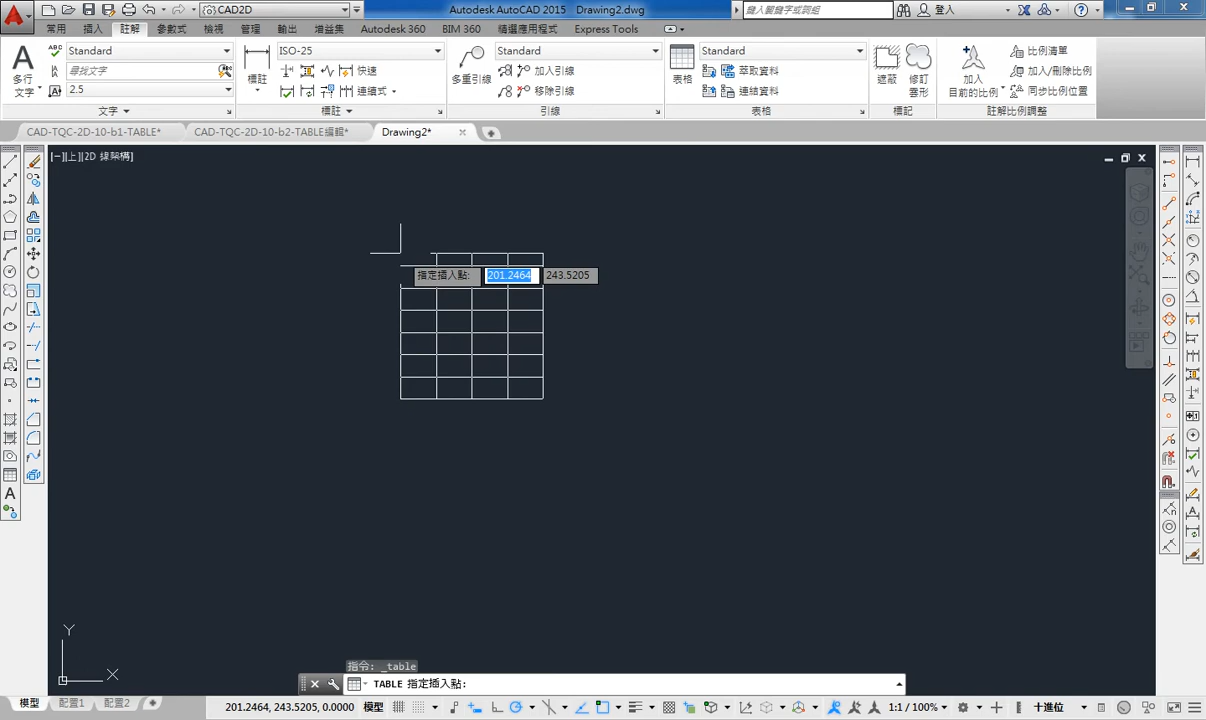 CAD2D
Autodesk AutoCAD 2015 Drawing2.dwg
鍵入關鍵字或詞組
登入
常用 插入 註解 參數式 檢視 管理 輸出 增益集 Autodesk 360 BIM 360 精選應用程式 Express Tools
Standard
ISO-25
Standard
Standard
比例清單
尋找文字
快速
加入引線
萃取資料
加入/刪除比例
多行
文字
標註
多重引線
表格
遮蔽
修訂
雲形
加入
目前的比例
2.5
連續式
移除引線
連結資料
同步比例位置
文字 標註 引線 表格 標記 註解比例調整
CAD-TQC-2D-10-b1-TABLE* CAD-TQC-2D-10-b2-TABLE編輯* Drawing2*
[−][上][2D 線架構]
指定插入點: 201.2464 243.5205
Y
X
指令: _table
TABLE 指定插入點:
模型 配置1 配置2
201.2464, 243.5205, 0.0000 模型
1:1 / 100% 十進位